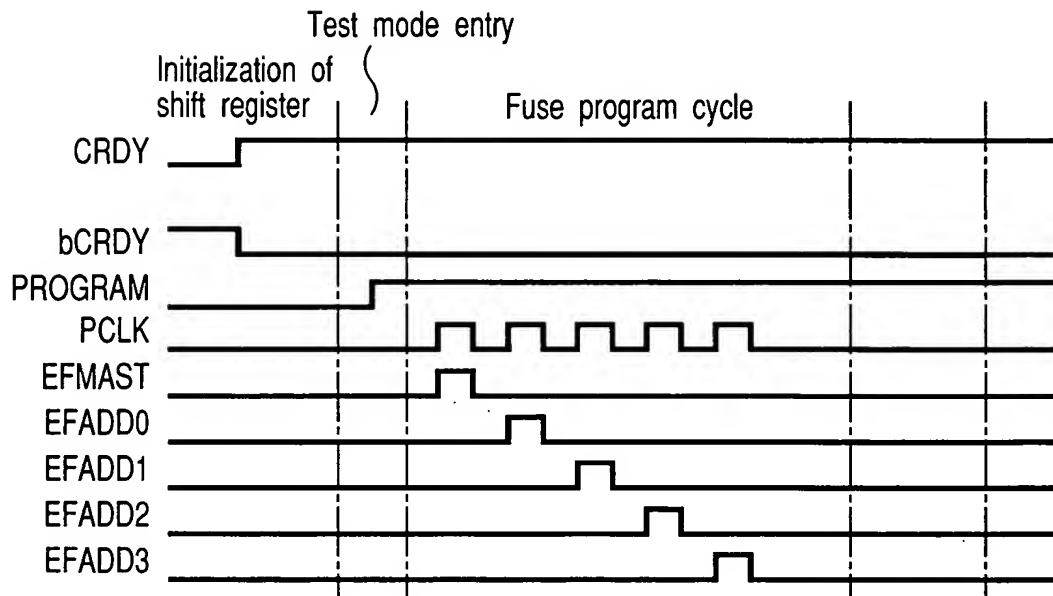 Test mode entry
Initialization of
shift register
Fuse program cycle
CRDY
bCRDY
PROGRAM
PCLK
EFMAST
EFADD0
EFADD1
EFADD2
EFADD3